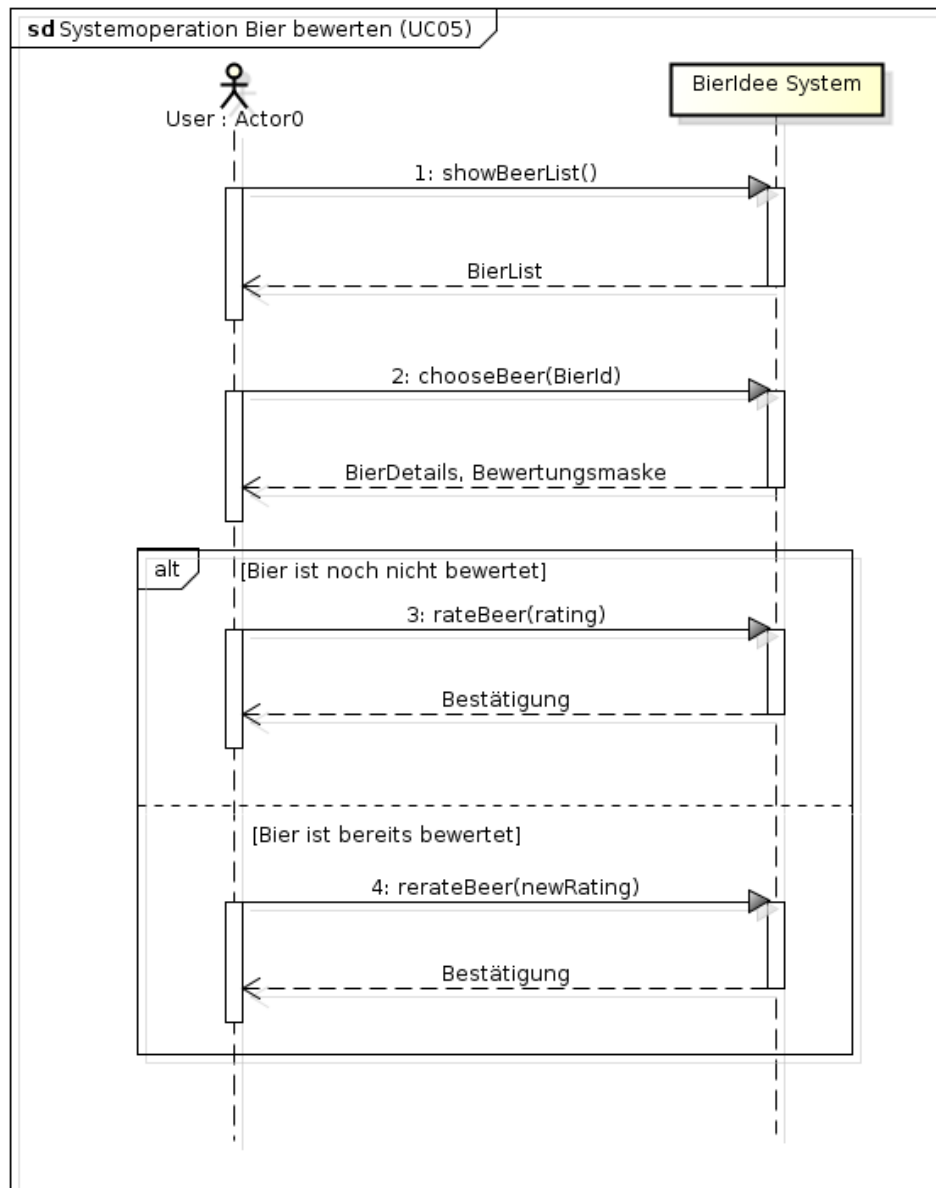 sd Systemoperation Bier bewerten (UC05)
User : Actor0
BierIdee System
1: showBeerList()
BierList
2: chooseBeer(BierId)
BierDetails, Bewertungsmaske
alt
[Bier ist noch nicht bewertet]
3: rateBeer(rating)
Bestätigung
[Bier ist bereits bewertet]
4: rerateBeer(newRating)
Bestätigung